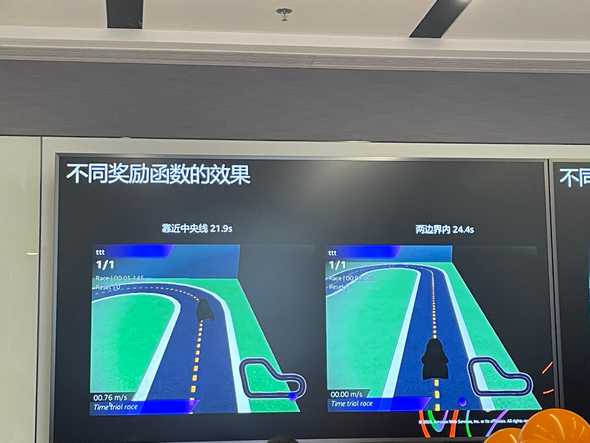 不同奖励函数的效果
不同
靠近中央线 21.9s
两边界内 24.4s
ttt
1/1
ttt
1/1
00.76 m/s
Time trial race
00.00 m/s
Time trial race